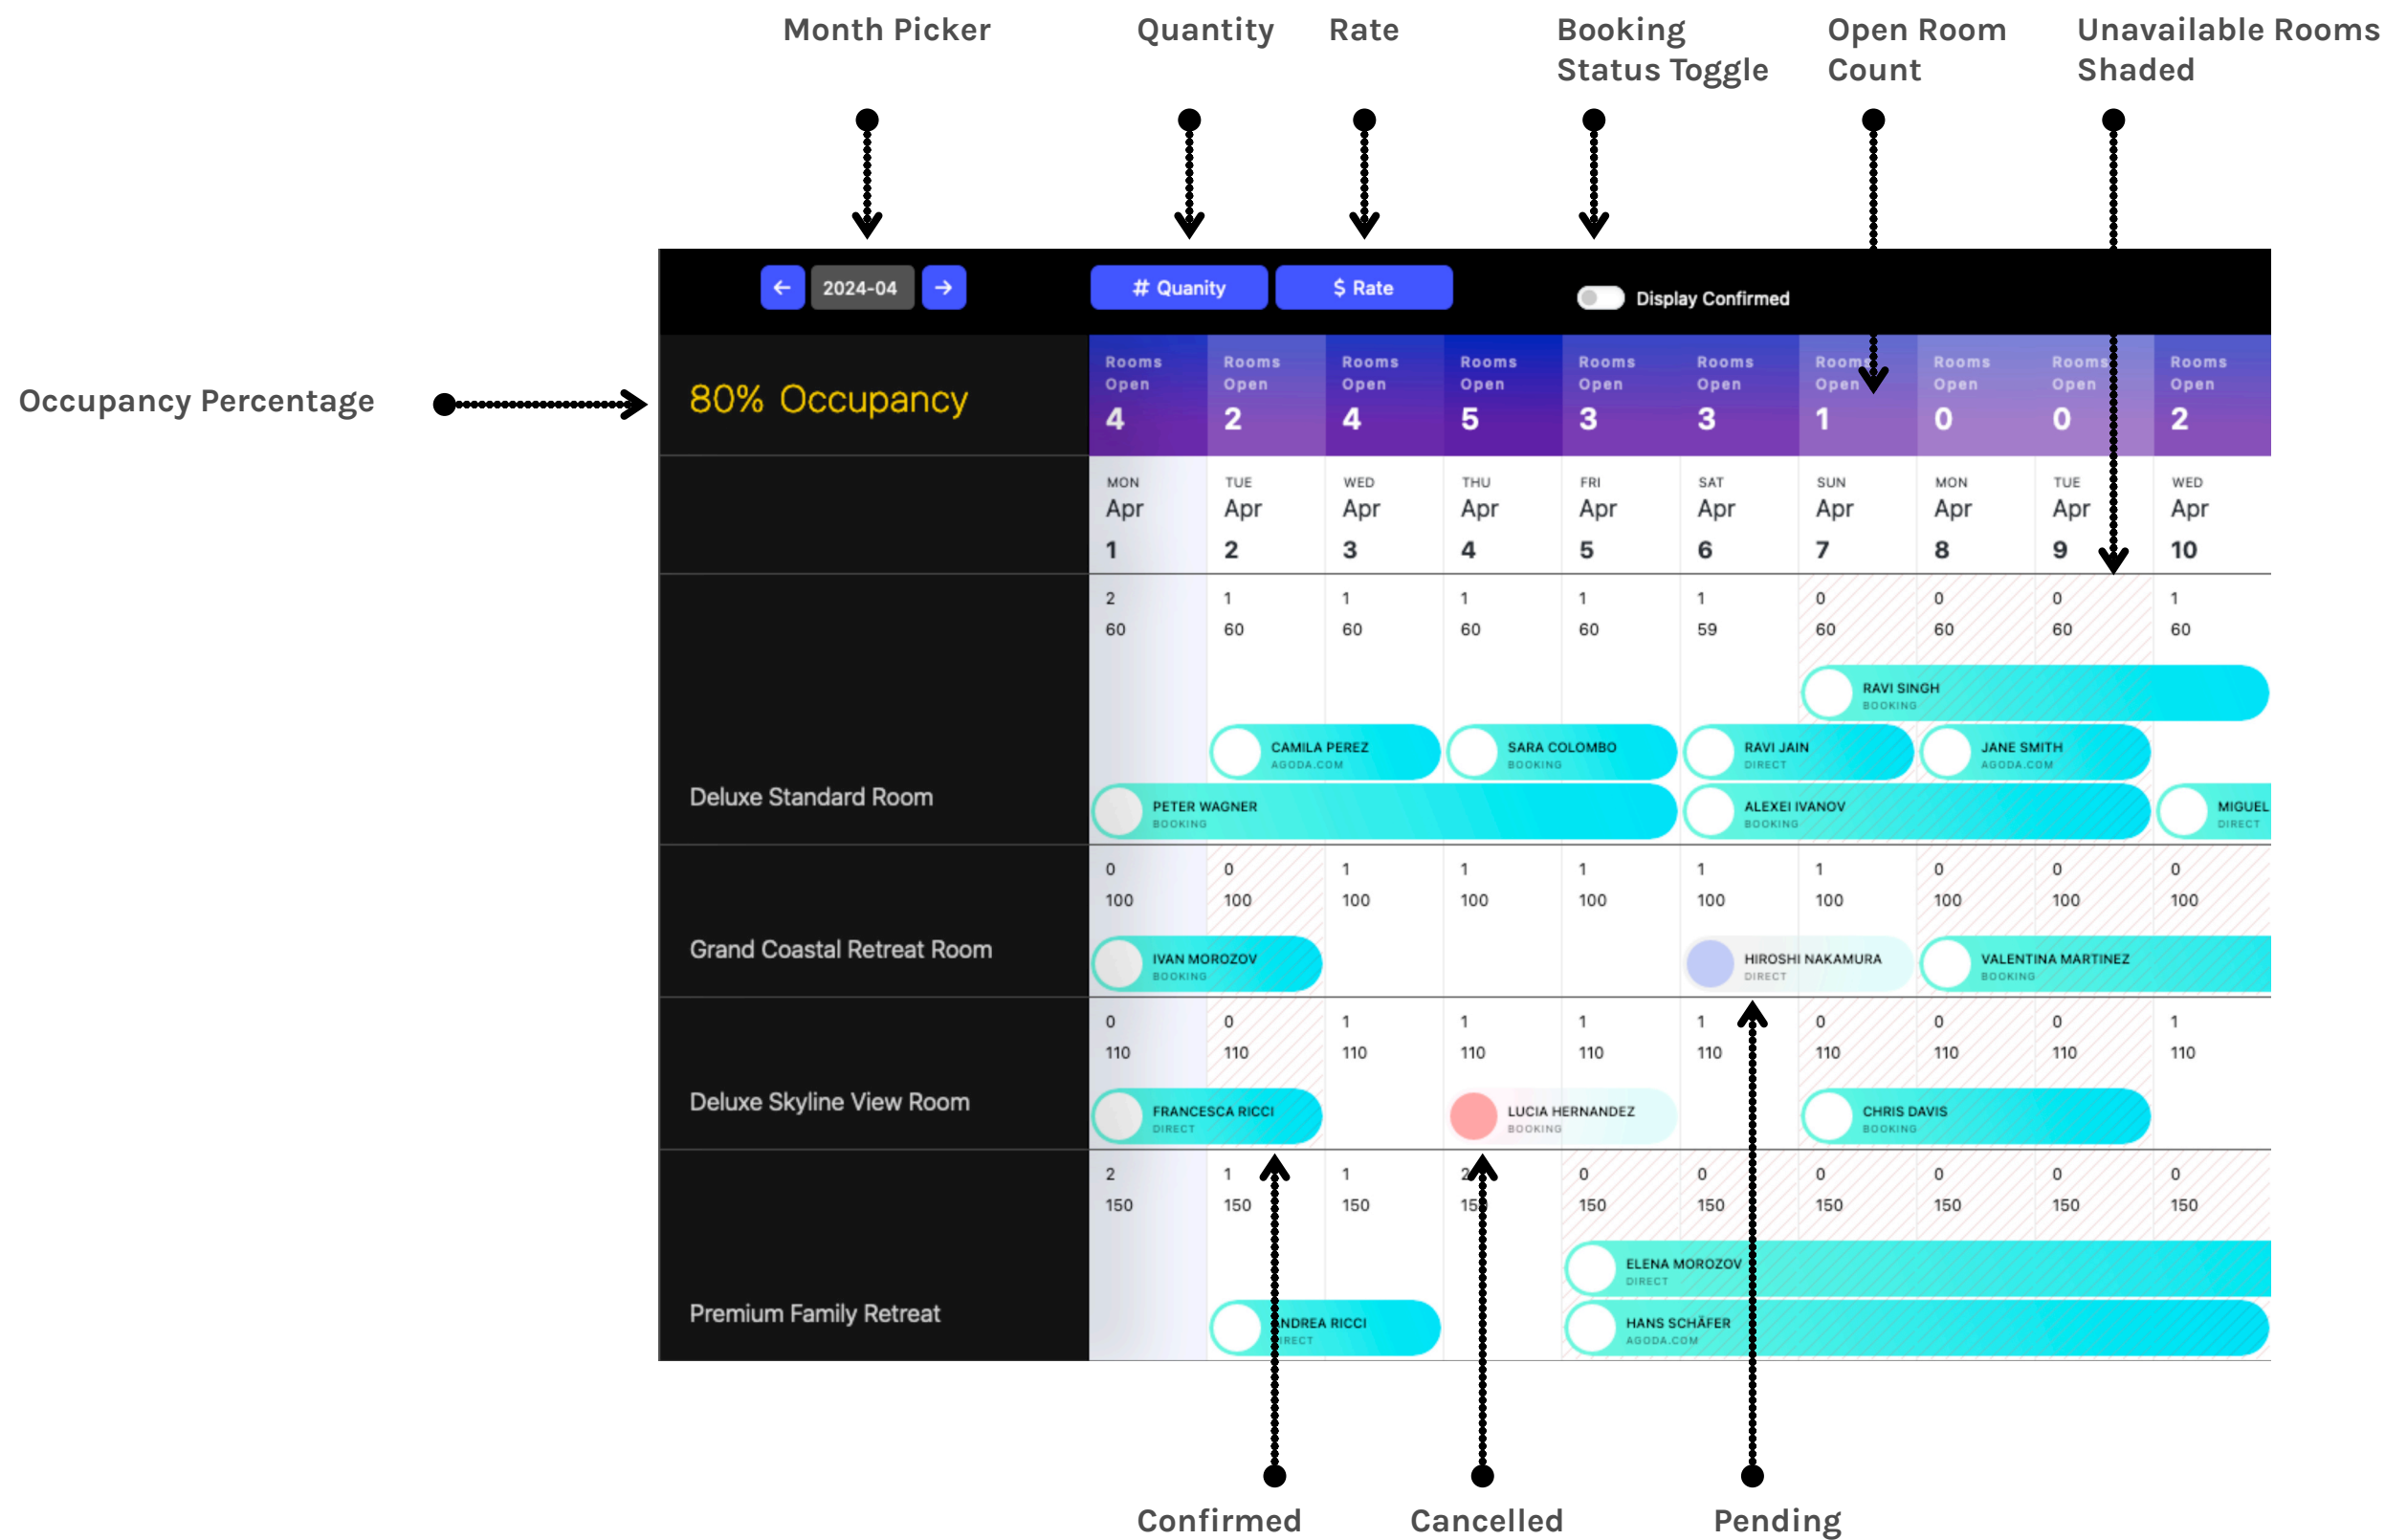 Month Picker
Quantity
Rate
Booking
Status Toggle
Open Room
Count
Unavailable Rooms
Shaded
2024-04
# Quanity
$ Rate
Display Confirmed
Occupancy Percentage
80% Occupancy
Rooms Rooms Rooms Rooms Rooms Rooms Rooms Rooms Rooms Rooms
Open Open Open Open Open Open Open Open Open Open
4 2 4 5 3 3 1 0 0 2
MON TUE WED THU FRI SAT SUN MON TUE WED
Apr Apr Apr Apr Apr Apr Apr Apr Apr Apr
1 2 3 4 5 6 7 8 9 10
2 1 1 1 1 1 0 0 0 1
60 60 60 60 60 59 60 60 60 60
RAVI SINGH
BOOKING
CAMILA PEREZ SARA COLOMBO RAVI JAIN JANE SMITH
AGODA.COM BOOKING DIRECT AGODA.COM
Deluxe Standard Room
PETER WAGNER ALEXEI IVANOV MIGUEL
BOOKING BOOKING DIRECT
0 0 1 1 1 1 1 0 0 0
100 100 100 100 100 100 100 100 100 100
Grand Coastal Retreat Room
IVAN MOROZOV HIROSHI NAKAMURA VALENTINA MARTINEZ
BOOKING DIRECT BOOKING
0 0 1 1 1 1 0 0 0 1
110 110 110 110 110 110 110 110 110 110
Deluxe Skyline View Room
FRANCESCA RICCI LUCIA HERNANDEZ CHRIS DAVIS
DIRECT BOOKING BOOKING
2 1 1 2 0 0 0 0 0 0
150 150 150 150 150 150 150 150 150 150
ELENA MOROZOV
DIRECT
Premium Family Retreat
ANDREA RICCI HANS SCHÄFER
DIRECT AGODA.COM
Confirmed
Cancelled
Pending